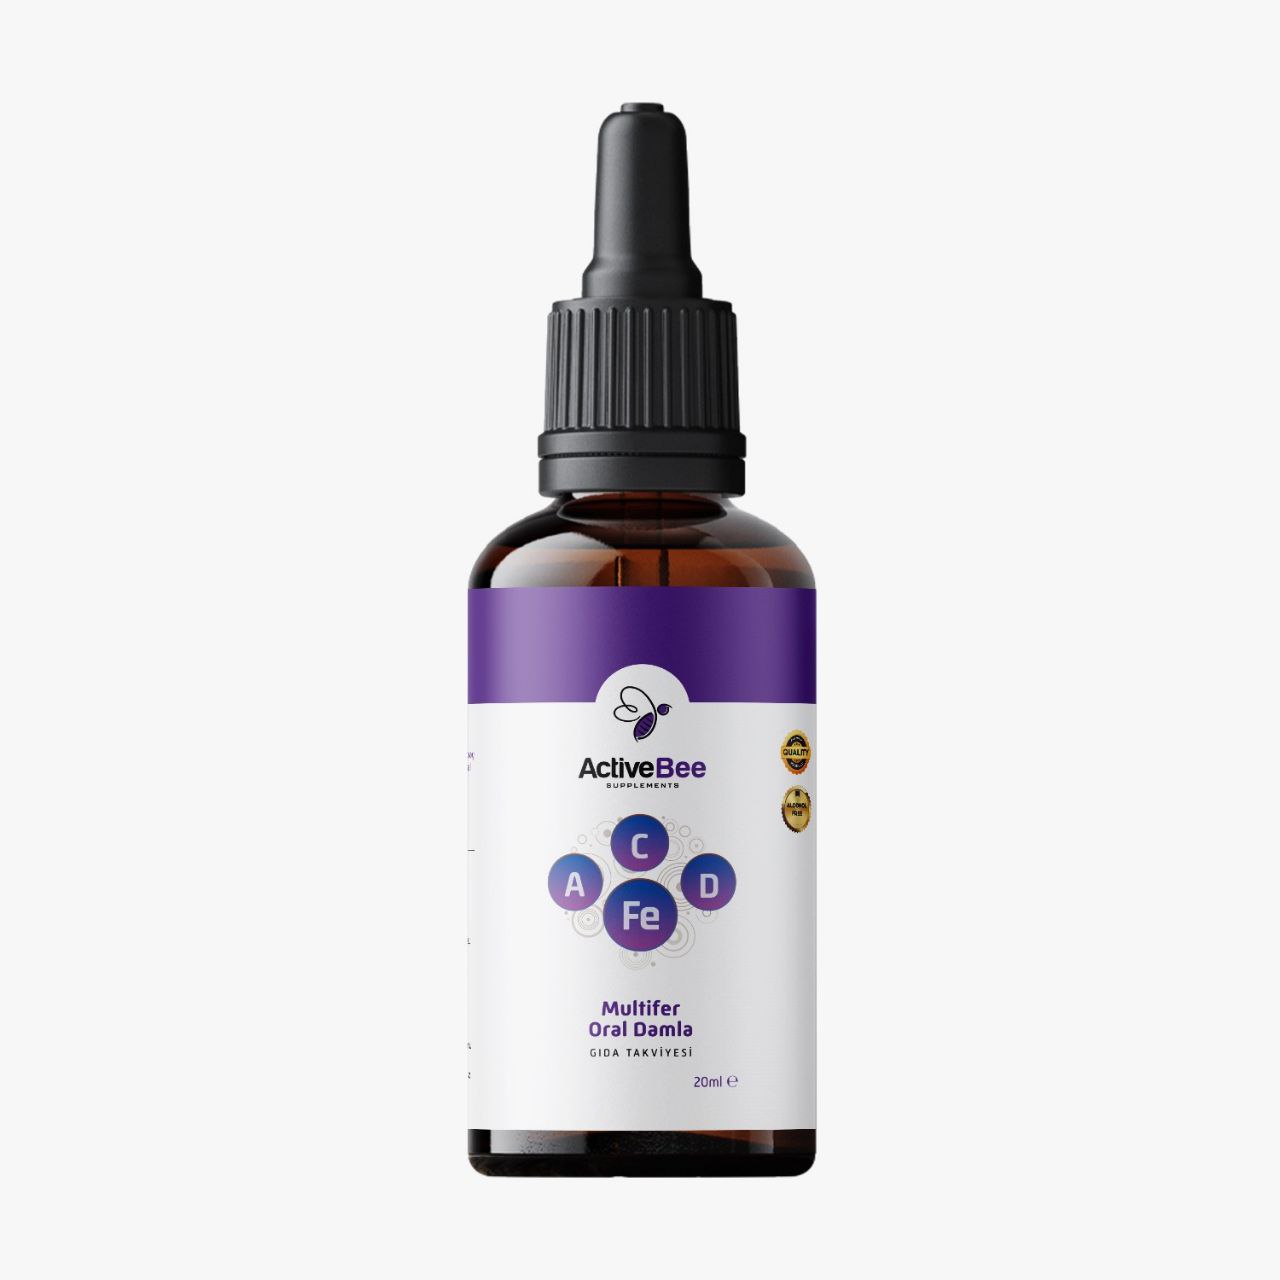 ActiveBee
SUPPLEMENTS
C
A
D
Fe
Multifer
Oral Damla
GIDA TAKVİYESİ
20ml ℮
QUALITY
ALCOHOL
FREE